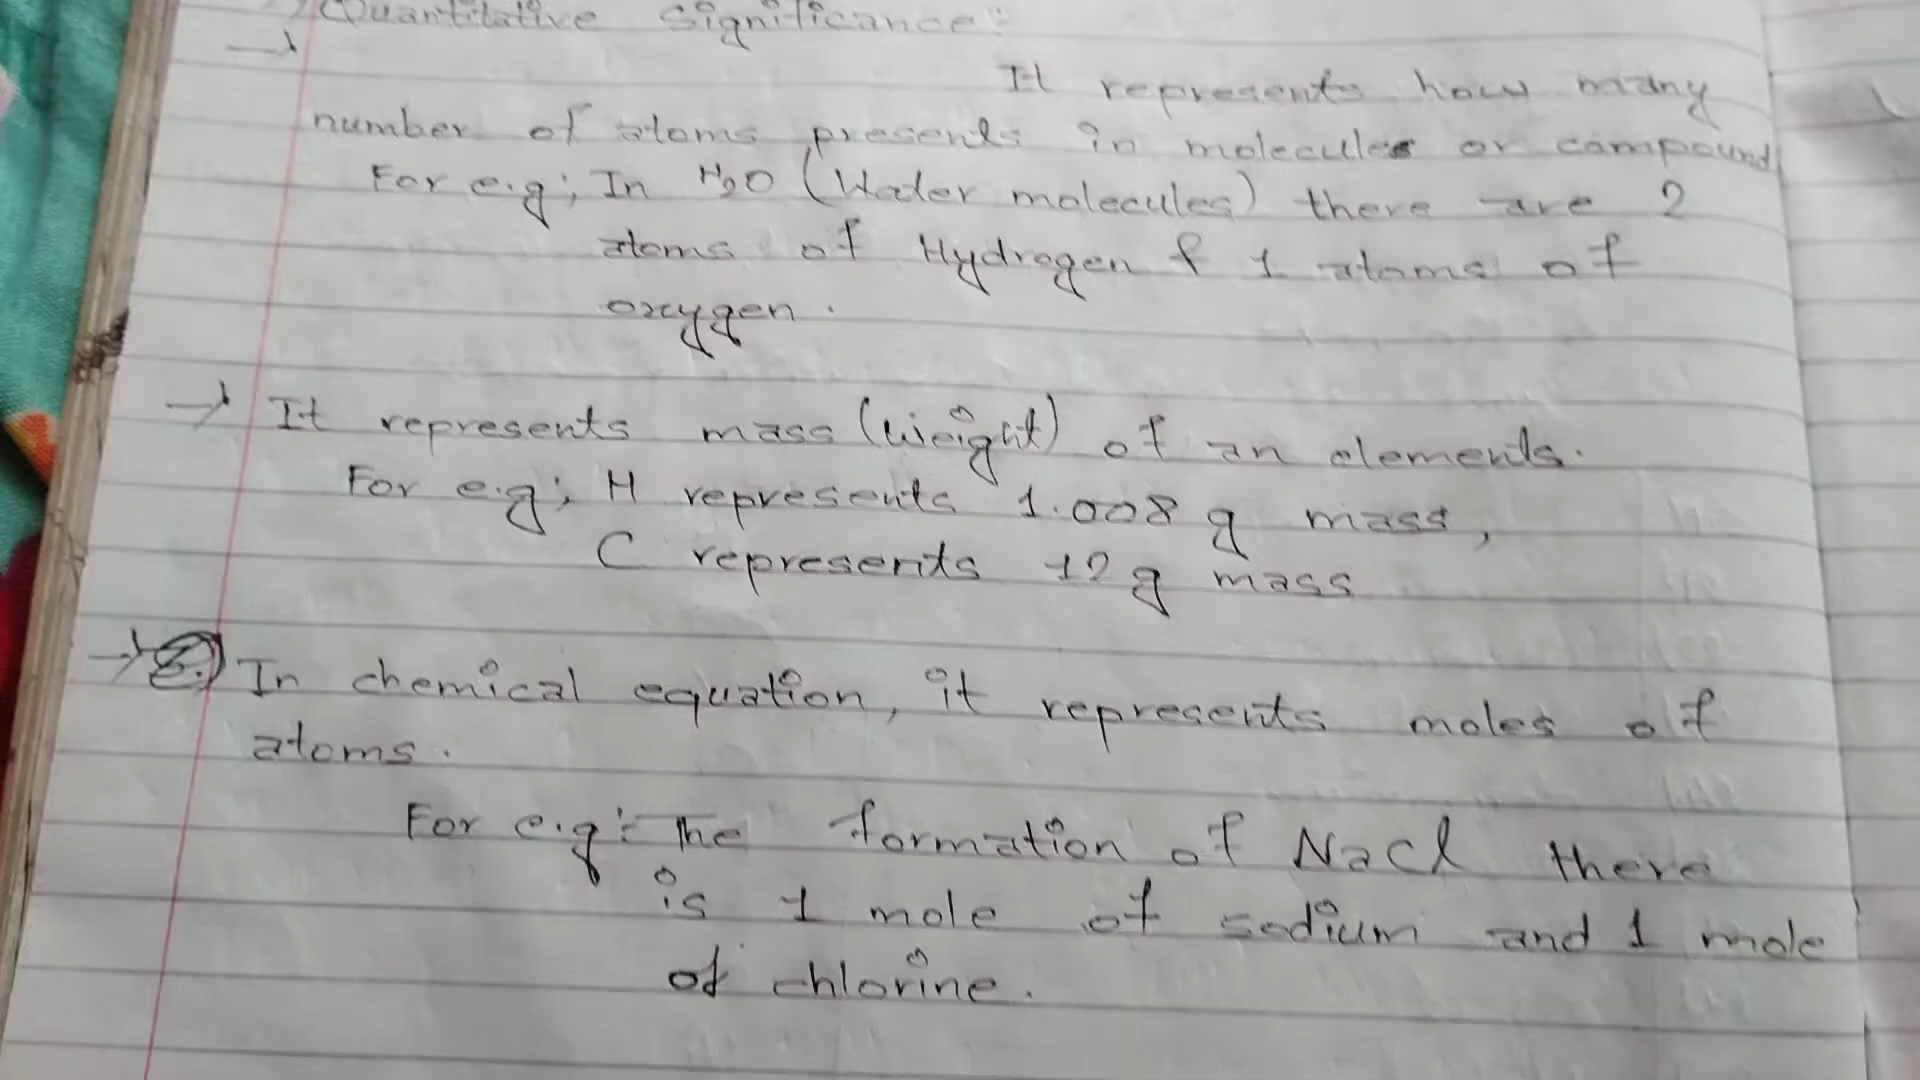 Quantitative Significance:
→
It represents how many
number of atoms presents in molecules or compound
For e.g; In H₂O (Water molecules) there are 2
atoms of Hydrogen & 1 atoms of
oxygen.
→ It represents mass (weight) of an elements.
For e.g; H represents 1.008 g mass,
C represents 12 g mass
→ In chemical equation, it represents moles of
atoms.
For e.g: The formation of NaCl there
is 1 mole of sodium and 1 mole
of chlorine.